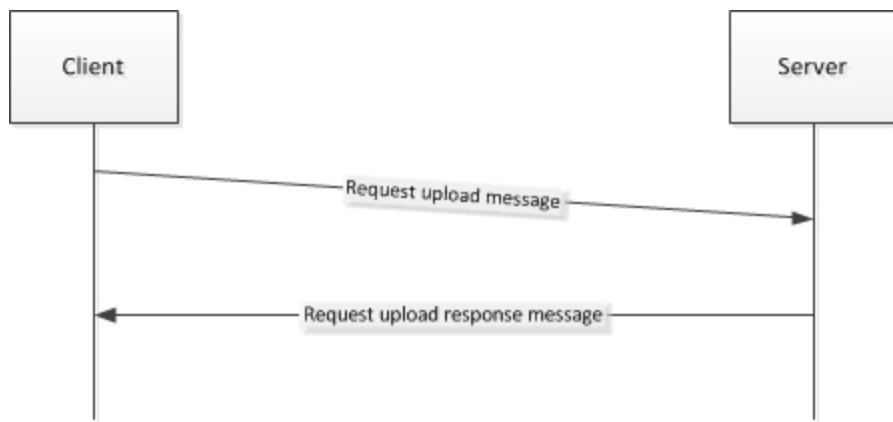 Client
Server
Request upload message
Request upload response message